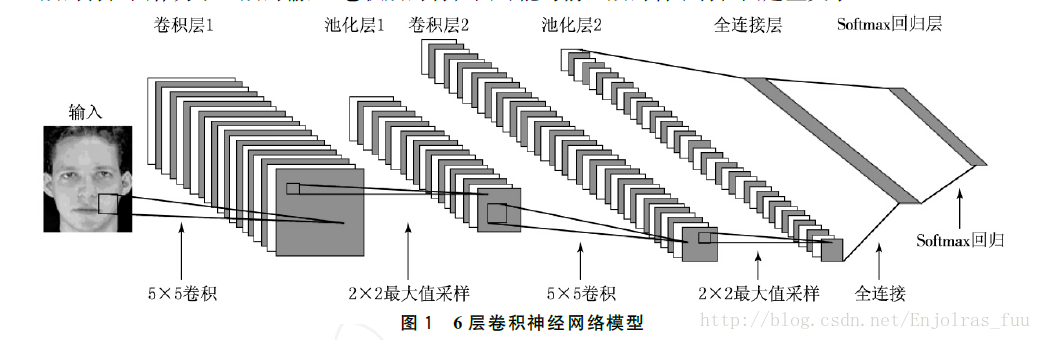 卷积层1 池化层1 卷积层2 池化层2 全连接层 Softmax回归层
输入
Softmax回归
5×5卷积 2×2最大值采样 5×5卷积 2×2最大值采样 全连接
图 1 6 层卷积神经网络模型
http://blog.csdn.net/Enjolras_fuu